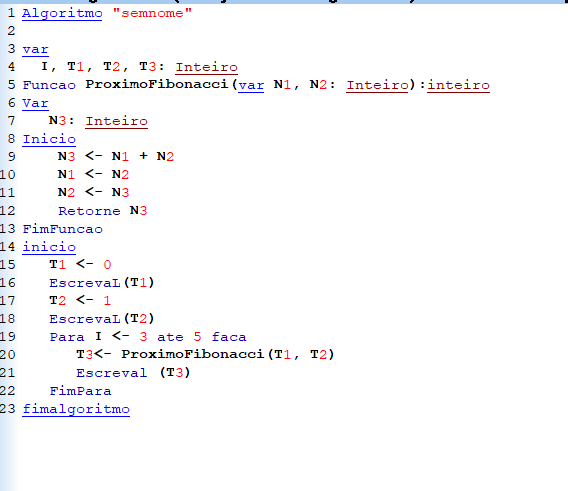 1 Algoritmo "semnome"
2
3 var
4 I, T1, T2, T3: Inteiro
5 Funcao ProximoFibonacci(var N1, N2: Inteiro):inteiro
6 Var
7 N3: Inteiro
8 Inicio
9 N3 <- N1 + N2
10 N1 <- N2
11 N2 <- N3
12 Retorne N3
13 FimFuncao
14 inicio
15 T1 <- 0
16 EscrevaL(T1)
17 T2 <- 1
18 EscrevaL(T2)
19 Para I <- 3 ate 5 faca
20 T3<- ProximoFibonacci(T1, T2)
21 Escreval (T3)
22 FimPara
23 fimalgoritmo